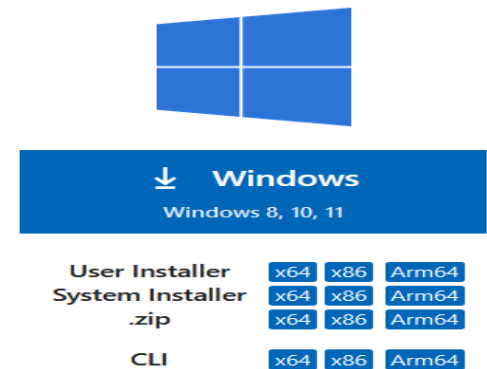 Windows
Windows 8, 10, 11
User Installer x64 x86 Arm64
System Installer x64 x86 Arm64
.zip x64 x86 Arm64
CLI x64 x86 Arm64